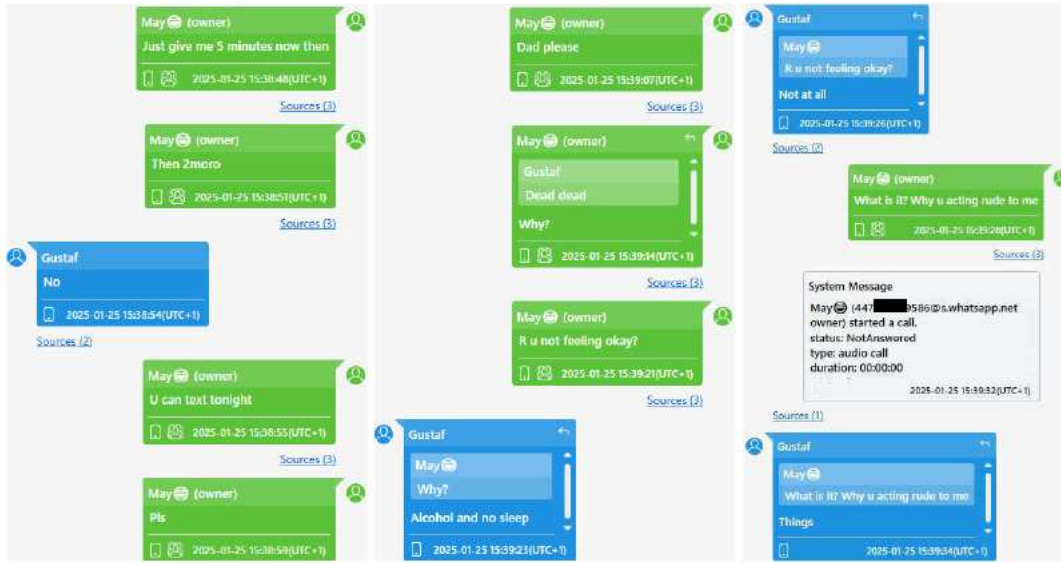 May😂 (owner)
Just give me 5 minutes now then
2025-01-25 15:38:48(UTC+1)
Sources (3)
May😂 (owner)
Then 2moro
2025-01-25 15:38:51(UTC+1)
Sources (3)
Gustaf
No
2025-01-25 15:38:54(UTC+1)
Sources (2)
May😂 (owner)
U can text tonight
2025-01-25 15:38:55(UTC+1)
Sources (3)
May😂 (owner)
Pls
2025-01-25 15:38:59(UTC+1)
May😂 (owner)
Dad please
2025-01-25 15:39:07(UTC+1)
Sources (3)
May😂 (owner)
Gustaf
Dead dead
Why?
2025-01-25 15:39:14(UTC+1)
Sources (3)
May😂 (owner)
R u not feeling okay?
2025-01-25 15:39:21(UTC+1)
Sources (3)
Gustaf
May😂
Why?
Alcohol and no sleep
2025-01-25 15:39:23(UTC+1)
Gustaf
May😂
R u not feeling okay?
Not at all
2025-01-25 15:39:26(UTC+1)
Sources (2)
May😂 (owner)
What is it? Why u acting rude to me
2025-01-25 15:39:28(UTC+1)
Sources (3)
System Message
May😂 (447 9586@s.whatsapp.net
owner) started a call.
status: NotAnswered
type: audio call
duration: 00:00:00
2025-01-25 15:39:32(UTC+1)
Sources (1)
Gustaf
May😂
What is it? Why u acting rude to me
Things
2025-01-25 15:39:34(UTC+1)